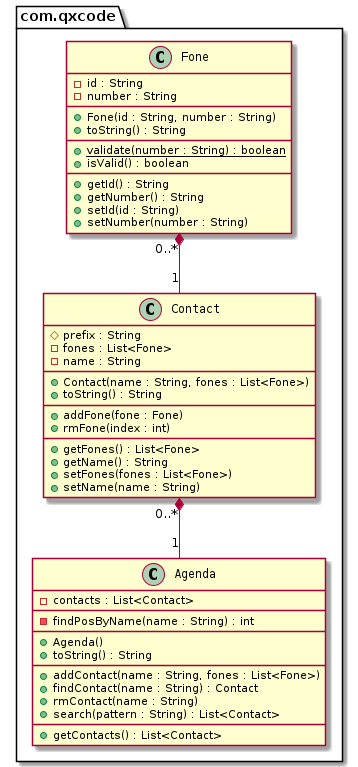 com.qxcode
C Fone
id : String
number : String
Fone(id : String, number : String)
toString() : String
validate(number : String) : boolean
isValid() : boolean
getId() : String
getNumber() : String
setId(id : String)
setNumber(number : String)
0..*
1
C Contact
prefix : String
fones : List<Fone>
name : String
Contact(name : String, fones : List<Fone>)
toString() : String
addFone(fone : Fone)
rmFone(index : int)
getFones() : List<Fone>
getName() : String
setFones(fones : List<Fone>)
setName(name : String)
0..*
1
C Agenda
contacts : List<Contact>
findPosByName(name : String) : int
Agenda()
toString() : String
addContact(name : String, fones : List<Fone>)
findContact(name : String) : Contact
rmContact(name : String)
search(pattern : String) : List<Contact>
getContacts() : List<Contact>